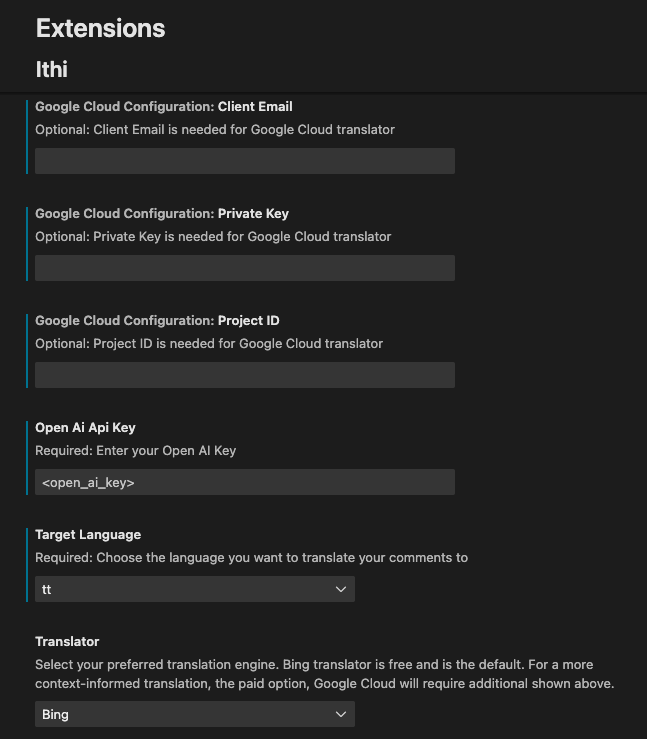 Extensions
Ithi
Google Cloud Configuration: Client Email
Optional: Client Email is needed for Google Cloud translator
Google Cloud Configuration: Private Key
Optional: Private Key is needed for Google Cloud translator
Google Cloud Configuration: Project ID
Optional: Project ID is needed for Google Cloud translator
Open Ai Api Key
Required: Enter your Open AI Key
<open_ai_key>
Target Language
Required: Choose the language you want to translate your comments to
tt
Translator
Select your preferred translation engine. Bing translator is free and is the default. For a more
context-informed translation, the paid option, Google Cloud will require additional shown above.
Bing